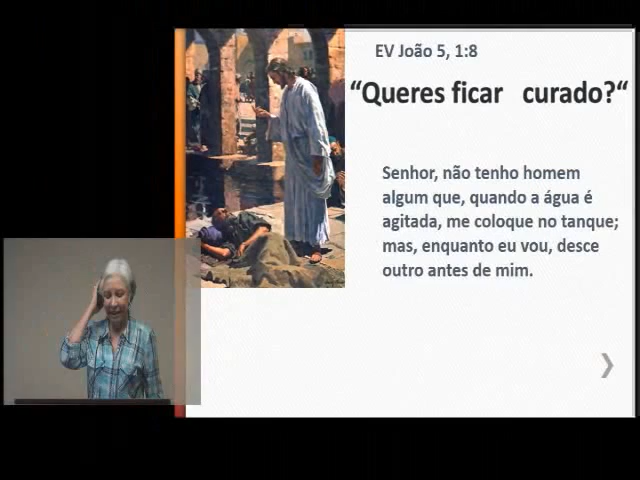 EV João 5, 1:8
“Queres ficar curado?“
Senhor, não tenho homem
algum que, quando a água é
agitada, me coloque no tanque;
mas, enquanto eu vou, desce
outro antes de mim.